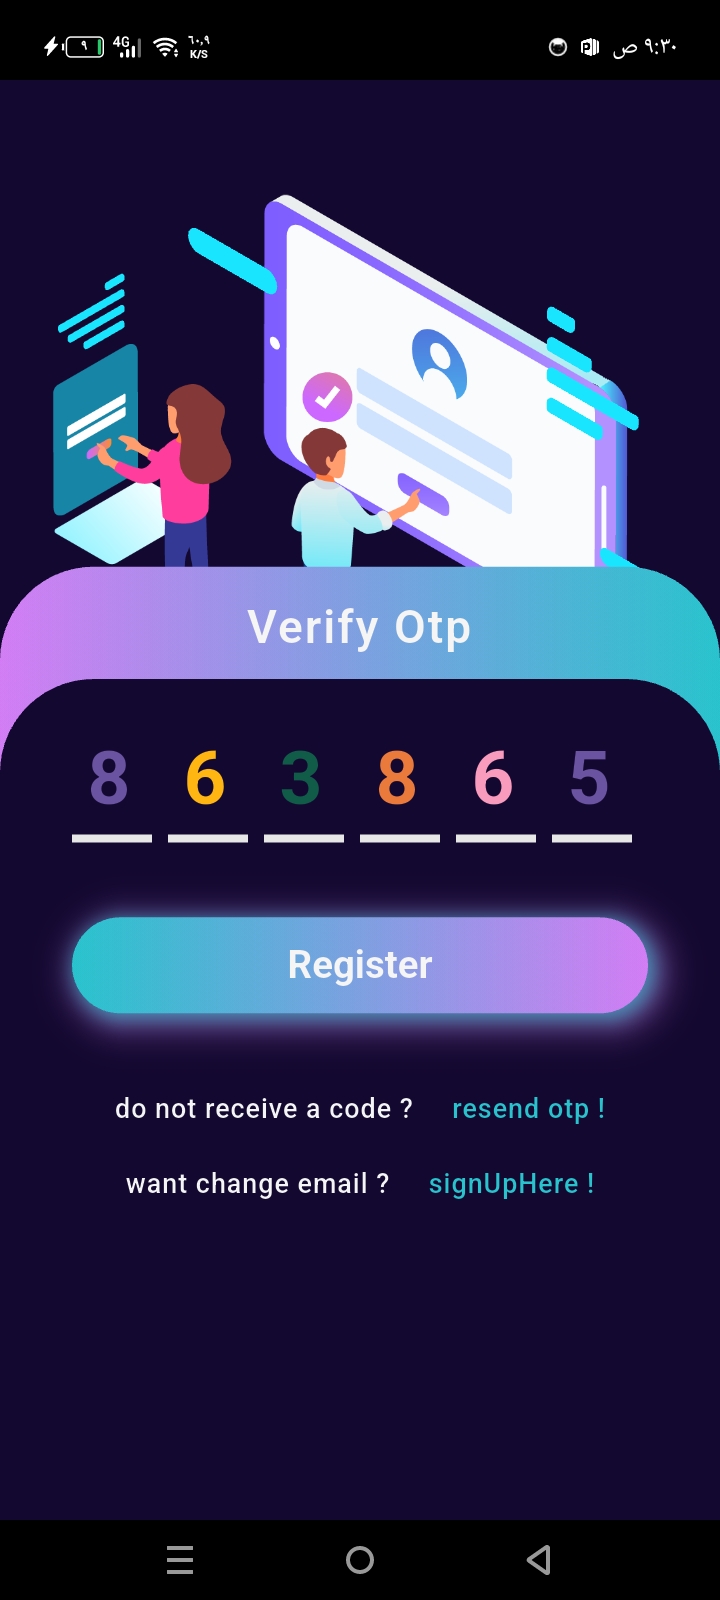 ٩ 4G ٦٠,٩ K/S ٩:٣٠ ص
Verify Otp
8 6 3 8 6 5
Register
do not receive a code ? resend otp !
want change email ? signUpHere !